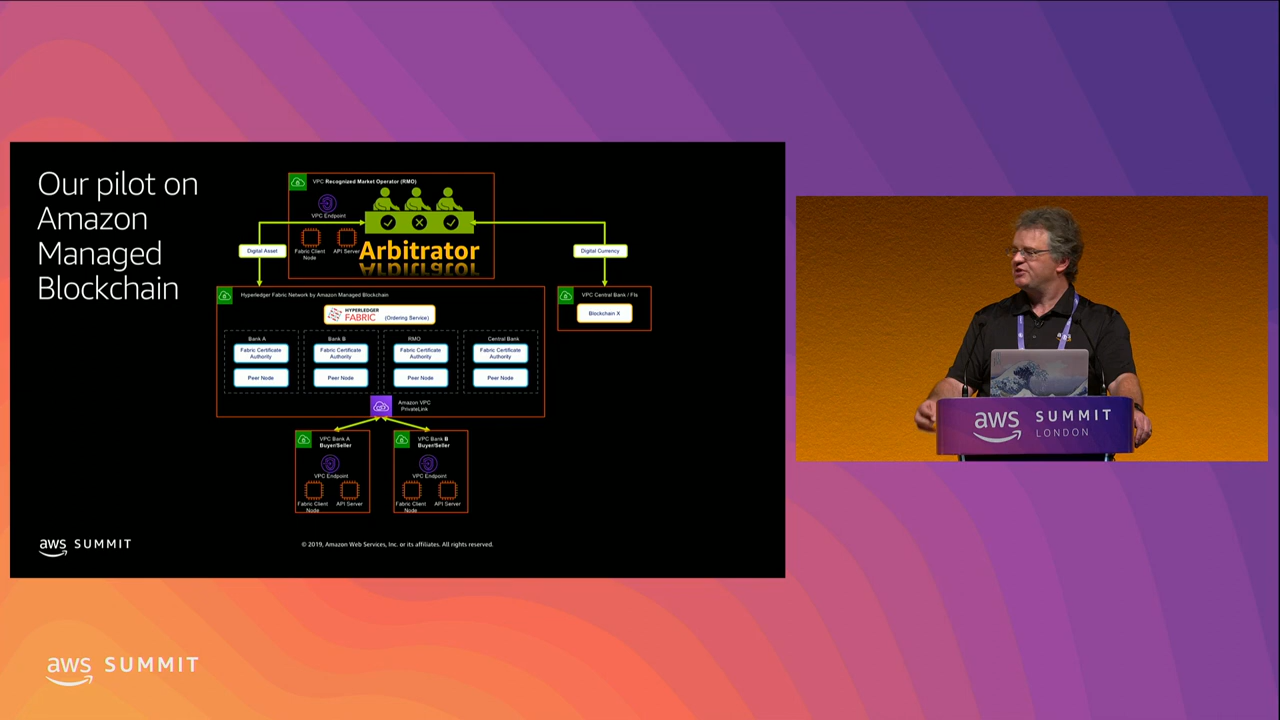 Our pilot on
Amazon
Managed
Blockchain
VPC Recognized Market Operator (RMO)
VPC Endpoint
Fabric Client
Node
API Server
Arbitrator
Digital Asset
Digital Currency
Hyperledger Fabric Network by Amazon Managed Blockchain
HYPERLEDGER
FABRIC
(Ordering Service)
VPC Central Bank / FIs
Blockchain X
Bank A
Fabric Certificate
Authority
Peer Node
Bank B
Fabric Certificate
Authority
Peer Node
RMO
Fabric Certificate
Authority
Peer Node
Central Bank
Fabric Certificate
Authority
Peer Node
Amazon VPC
PrivateLink
VPC Bank A
Buyer/Seller
VPC Endpoint
Fabric Client
Node
API Server
VPC Bank B
Buyer/Seller
VPC Endpoint
Fabric Client
Node
API Server
aws SUMMIT
© 2019, Amazon Web Services, Inc. or its affiliates. All rights reserved.
aws SUMMIT
LONDON
aws SUMMIT